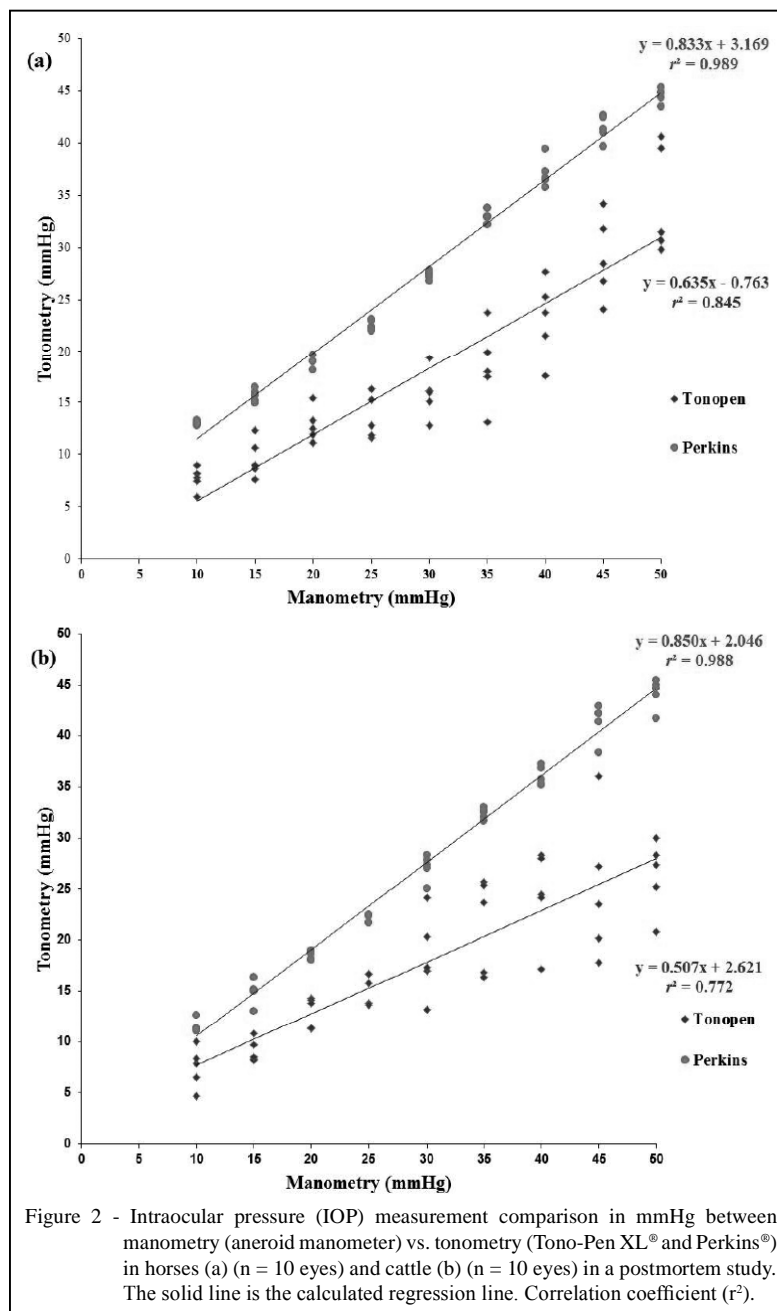 (a)
y = 0.833x + 3.169
r² = 0.989
50
45
40
35
30
25
20
15
10
5
0
Tonometry (mmHg)
y = 0.635x - 0.763
r² = 0.845
Tonopen
Perkins
0 5 10 15 20 25 30 35 40 45 50
Manometry (mmHg)
(b)
y = 0.850x + 2.046
r² = 0.988
50
45
40
35
30
25
20
15
10
5
0
Tonometry (mmHg)
y = 0.507x + 2.621
r² = 0.772
Tonopen
Perkins
0 5 10 15 20 25 30 35 40 45 50
Manometry (mmHg)
Figure 2 - Intraocular pressure (IOP) measurement comparison in mmHg between
manometry (aneroid manometer) vs. tonometry (Tono-Pen XL® and Perkins®)
in horses (a) (n = 10 eyes) and cattle (b) (n = 10 eyes) in a postmortem study.
The solid line is the calculated regression line. Correlation coefficient (r²).